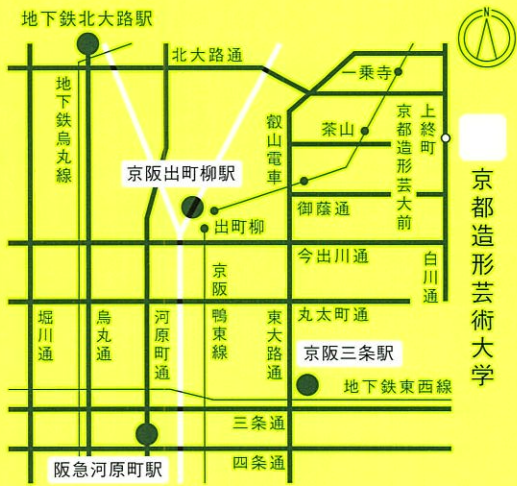 地下鉄北大路駅
N
北大路通
一乗寺
地下鉄烏丸線
叡山電車
茶山
京都造形芸大前
上終町
京阪出町柳駅
御蔭通
出町柳
京都造形芸術大学
今出川通
白川通
京阪
鴨東線
丸太町通
堀川通
烏丸通
河原町通
東大路通
京阪三条駅
地下鉄東西線
三条通
四条通
阪急河原町駅